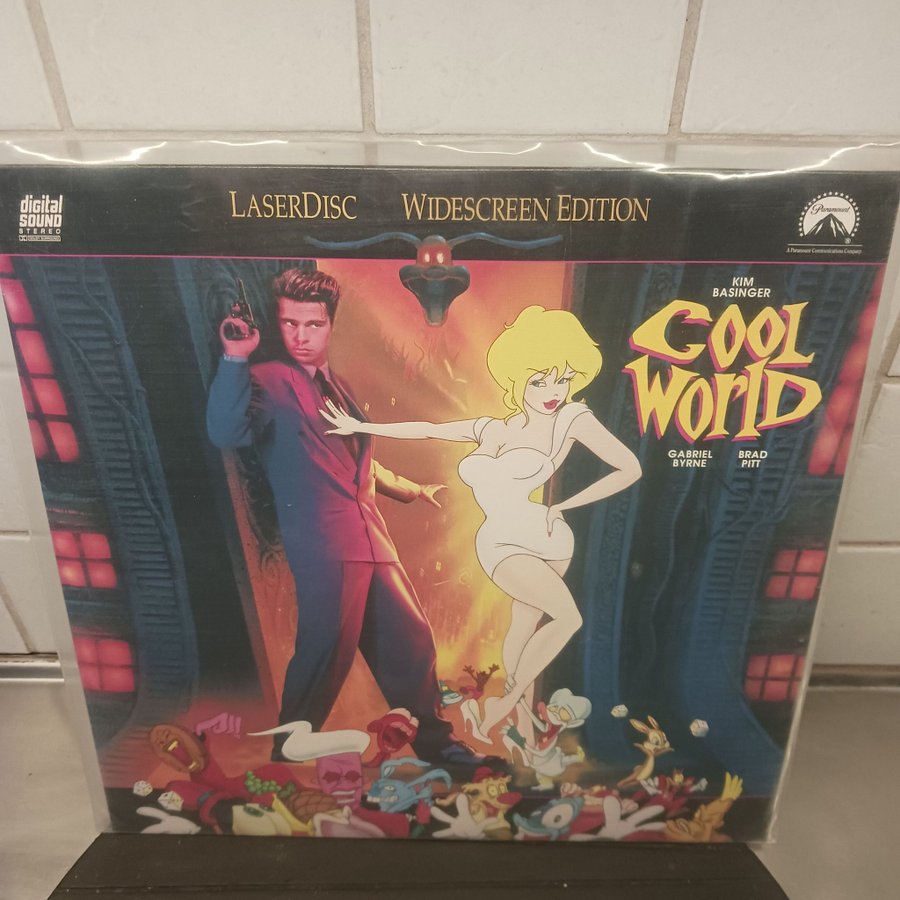 digital
SOUND
STEREO
LASERDISC WIDESCREEN EDITION
Paramount
A Paramount Communications Company
KIM
BASINGER
COOL
WORLD
GABRIEL BRAD
BYRNE PITT